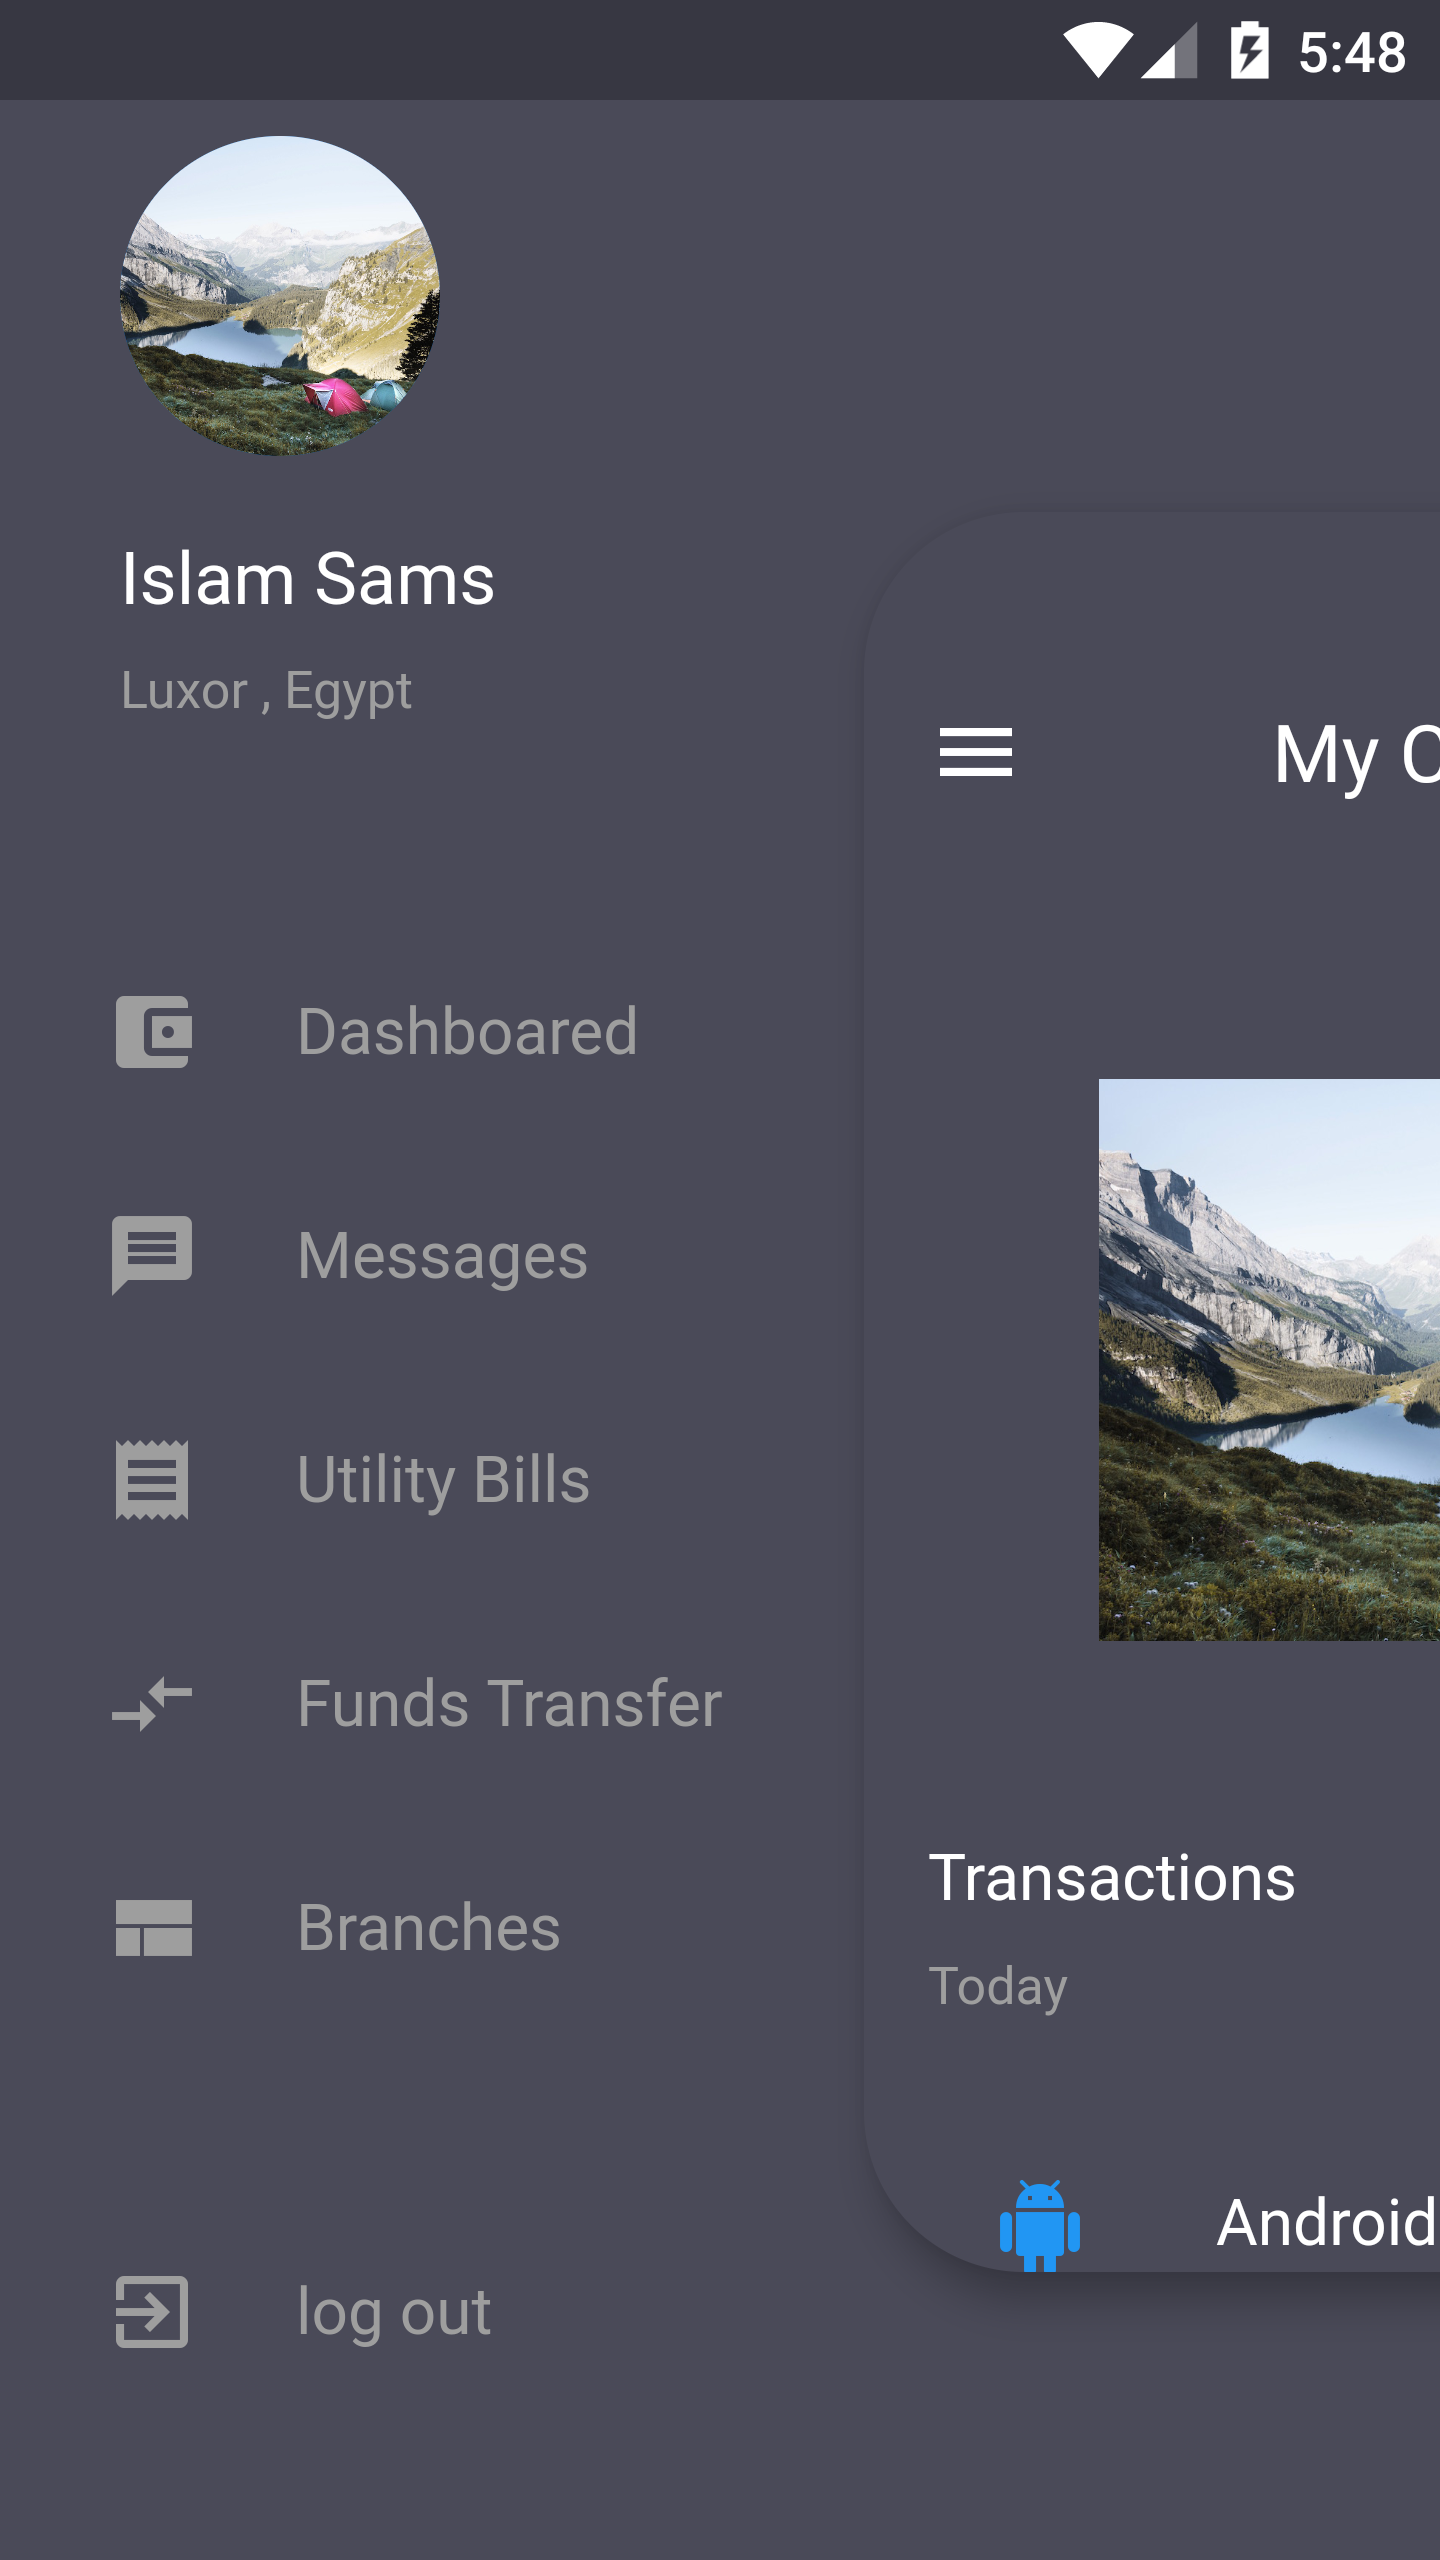 5:48
Islam Sams
Luxor , Egypt
Dashboared
Messages
Utility Bills
Funds Transfer
Branches
log out
My
Transactions
Today
Android